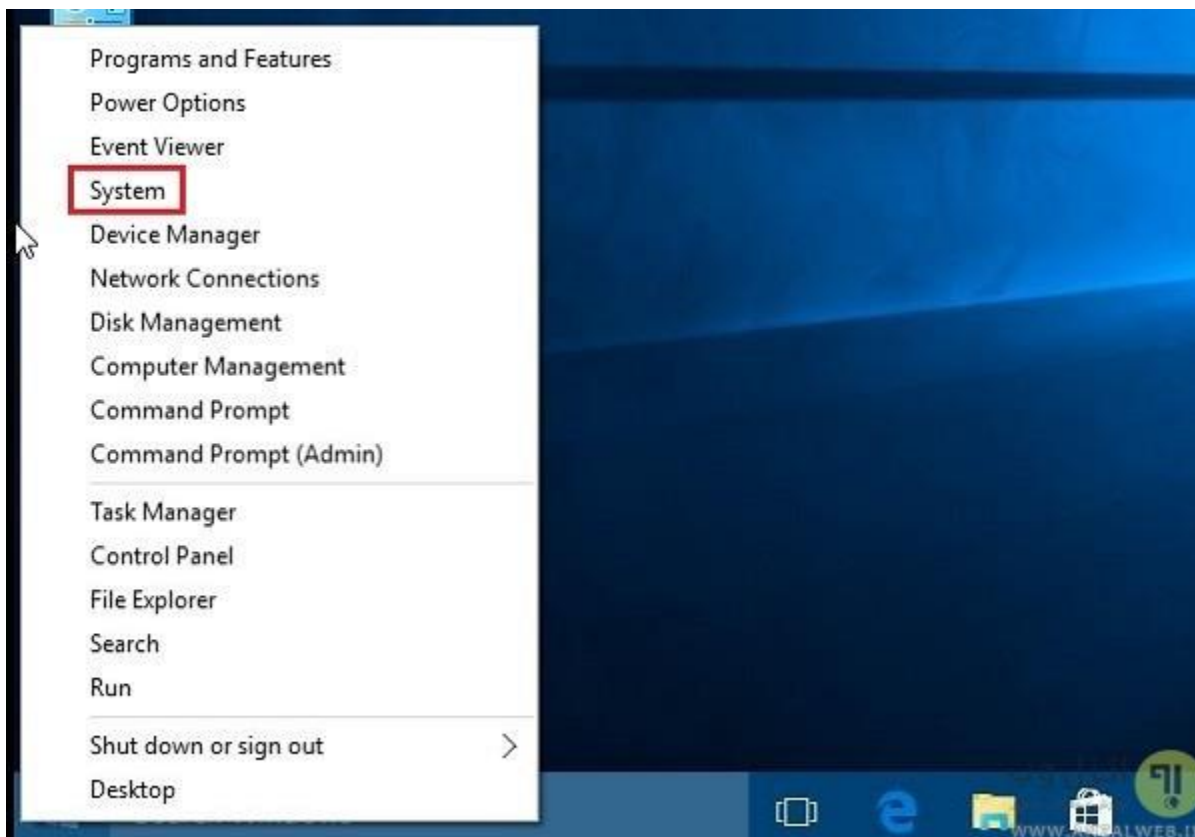 Programs and Features
Power Options
Event Viewer
System
Device Manager
Network Connections
Disk Management
Computer Management
Command Prompt
Command Prompt (Admin)
Task Manager
Control Panel
File Explorer
Search
Run
Shut down or sign out
Desktop